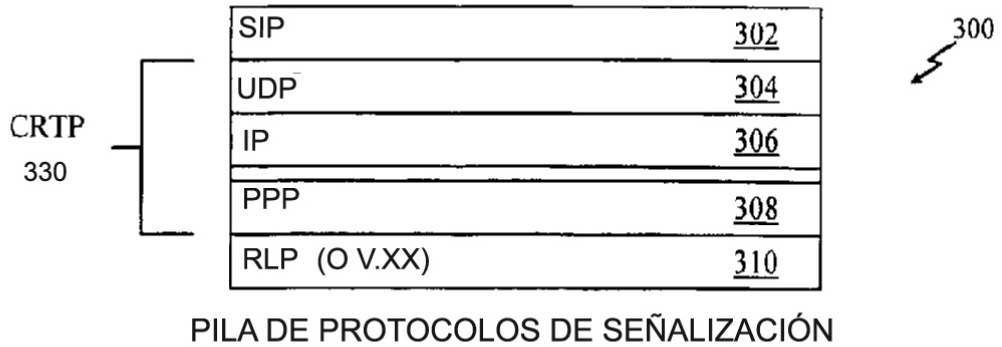 SIP 302
300
UDP 304
CRTP
330
IP 306
PPP 308
RLP (O V.XX) 310
PILA DE PROTOCOLOS DE SEÑALIZACIÓN